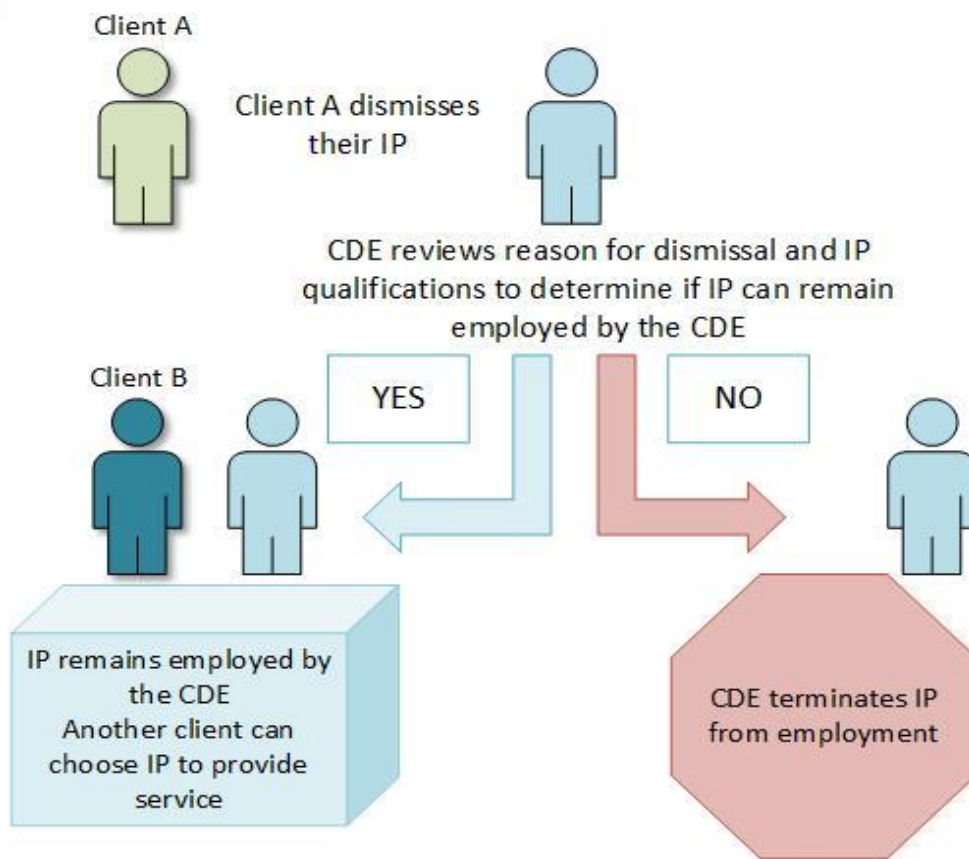 Client A
Client A dismisses
their IP
CDE reviews reason for dismissal and IP
qualifications to determine if IP can remain
employed by the CDE
YES
NO
Client B
IP remains employed by
the CDE
Another client can
choose IP to provide
service
CDE terminates IP
from employment